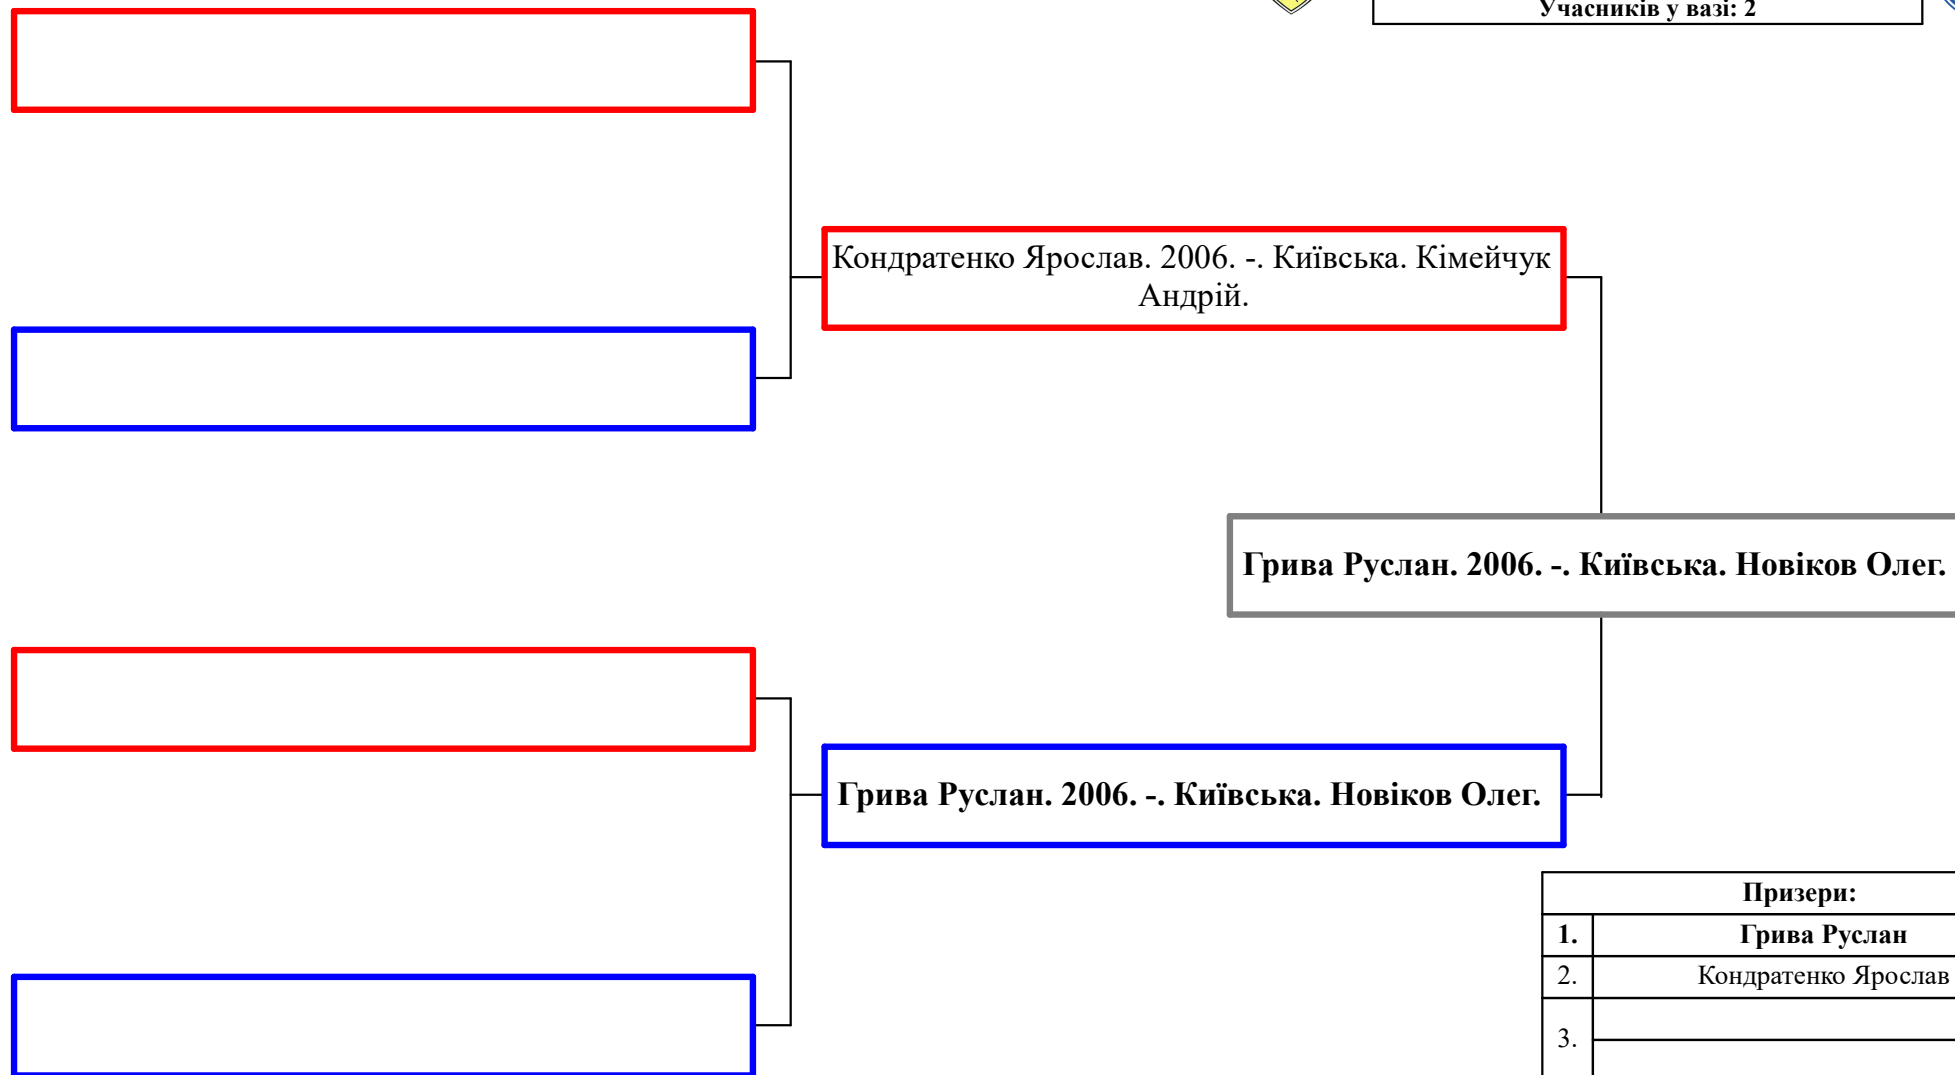 Учасників у вазі: 2
Кондратенко Ярослав. 2006. -. Київська. Кімейчук
Андрій.
Грива Руслан. 2006. -. Київська. Новіков Олег.
Грива Руслан. 2006. -. Київська. Новіков Олег.
Призери:
1. Грива Руслан
2. Кондратенко Ярослав
3.